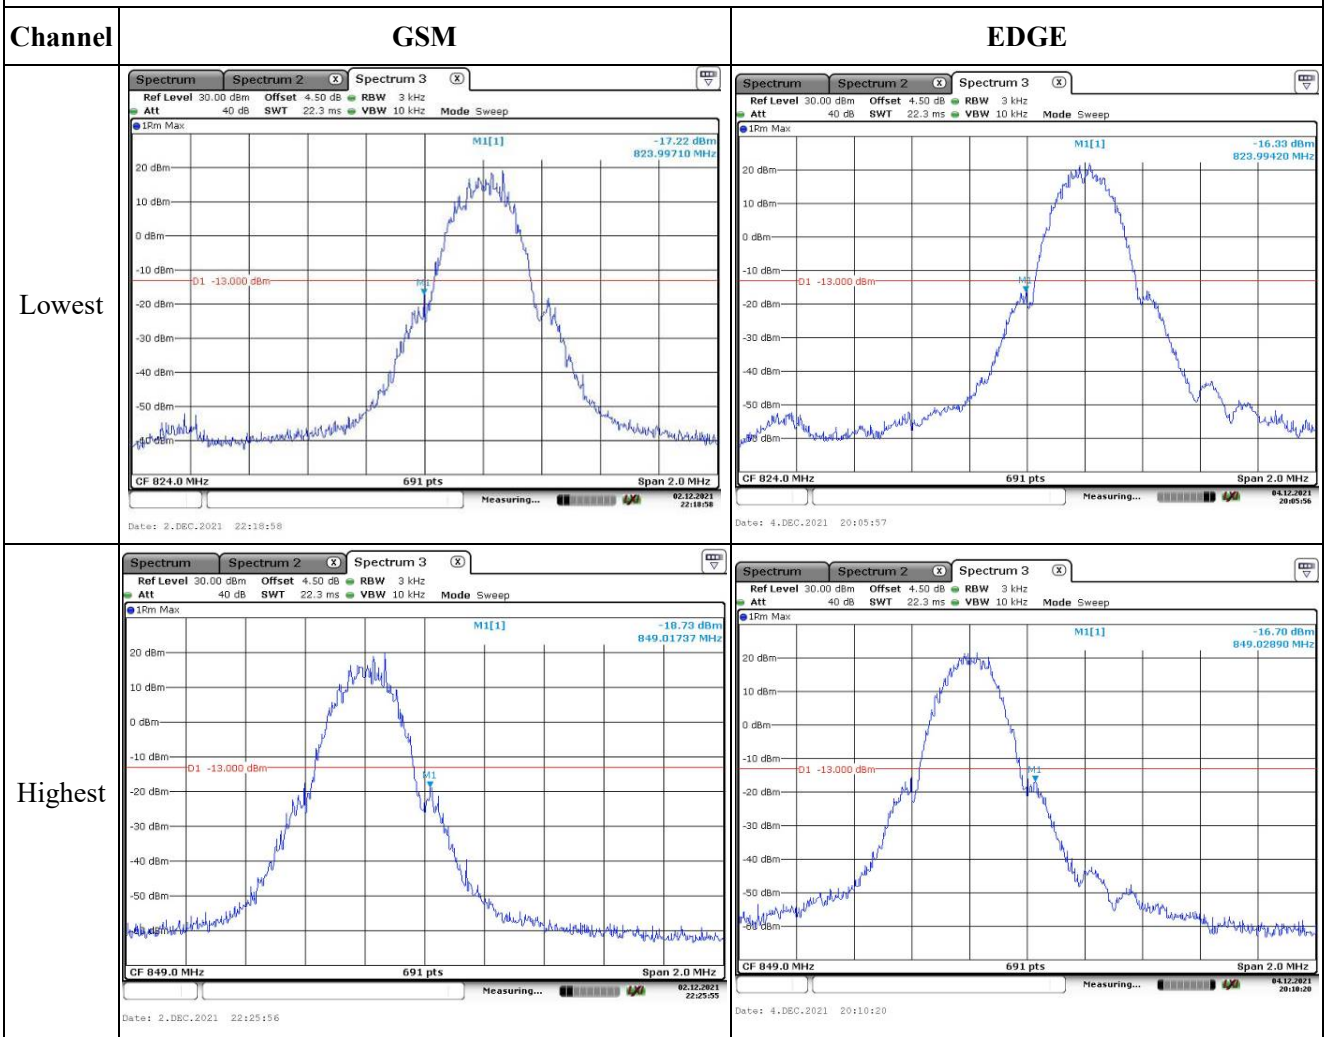 Channel GSM EDGE
Lowest
Spectrum Spectrum 2 X Spectrum 3 X
Ref Level 30.00 dBm Offset 4.50 dB RBW 3 kHz
Att 40 dB SWT 22.3 ms VBW 10 kHz Mode Sweep
1Rm Max
M1[1] -17.22 dBm
823.99710 MHz
20 dBm
10 dBm
0 dBm
-10 dBm
D1 -13.000 dBm
M1
-20 dBm
-30 dBm
-40 dBm
-50 dBm
-60 dBm
CF 824.0 MHz 691 pts Span 2.0 MHz
Measuring... 02.12.2021
22:18:58
Date: 2.DEC.2021 22:18:58
Spectrum Spectrum 2 X Spectrum 3 X
Ref Level 30.00 dBm Offset 4.50 dB RBW 3 kHz
Att 40 dB SWT 22.3 ms VBW 10 kHz Mode Sweep
1Rm Max
M1[1] -16.33 dBm
823.99420 MHz
20 dBm
10 dBm
0 dBm
-10 dBm
D1 -13.000 dBm
M1
-20 dBm
-30 dBm
-40 dBm
-50 dBm
-60 dBm
CF 824.0 MHz 691 pts Span 2.0 MHz
Measuring... 04.12.2021
20:05:56
Date: 4.DEC.2021 20:05:57
Highest
Spectrum Spectrum 2 X Spectrum 3 X
Ref Level 30.00 dBm Offset 4.50 dB RBW 3 kHz
Att 40 dB SWT 22.3 ms VBW 10 kHz Mode Sweep
1Rm Max
M1[1] -18.73 dBm
849.01737 MHz
20 dBm
10 dBm
0 dBm
-10 dBm
D1 -13.000 dBm
M1
-20 dBm
-30 dBm
-40 dBm
-50 dBm
-60 dBm
CF 849.0 MHz 691 pts Span 2.0 MHz
Measuring... 02.12.2021
22:25:55
Date: 2.DEC.2021 22:25:56
Spectrum Spectrum 2 X Spectrum 3 X
Ref Level 30.00 dBm Offset 4.50 dB RBW 3 kHz
Att 40 dB SWT 22.3 ms VBW 10 kHz Mode Sweep
1Rm Max
M1[1] -16.70 dBm
849.02890 MHz
20 dBm
10 dBm
0 dBm
-10 dBm
D1 -13.000 dBm
M1
-20 dBm
-30 dBm
-40 dBm
-50 dBm
-60 dBm
CF 849.0 MHz 691 pts Span 2.0 MHz
Measuring... 04.12.2021
20:10:20
Date: 4.DEC.2021 20:10:20